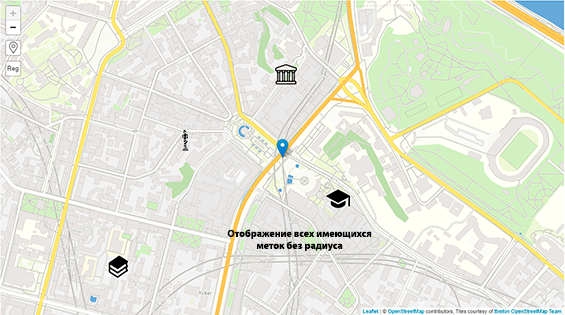 +
−
Reg
Отображение всех имеющихся
меток без радиуса
Leaflet | © OpenStreetMap contributors, Tiles courtesy of Breton OpenStreetMap Team